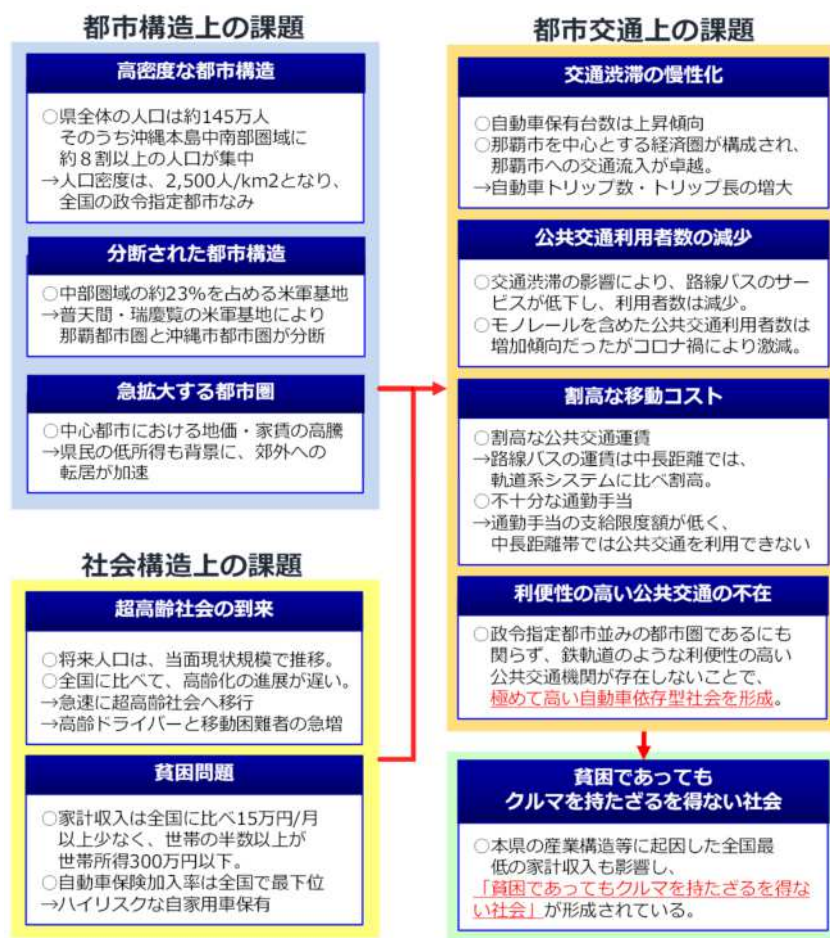 都市構造上の課題
高密度な都市構造
○県全体の人口は約145万人
そのうち沖縄本島中南部圏域に
約８割以上の人口が集中
→人口密度は、2,500人/km2となり、
全国の政令指定都市なみ
分断された都市構造
○中部圏域の約23%を占める米軍基地
→普天間・瑞慶覧の米軍基地により
那覇都市圏と沖縄市都市圏が分断
急拡大する都市圏
○中心都市における地価・家賃の高騰
→県民の低所得も背景に、郊外への
転居が加速
社会構造上の課題
超高齢社会の到来
○将来人口は、当面現状規模で推移。
○全国に比べて、高齢化の進展が遅い。
→急速に超高齢社会へ移行
→高齢ドライバーと移動困難者の急増
貧困問題
○家計収入は全国に比べ15万円/月
以上少なく、世帯の半数以上が
世帯所得300万円以下。
○自動車保険加入率は全国で最下位
→ハイリスクな自家用車保有
都市交通上の課題
交通渋滞の慢性化
○自動車保有台数は上昇傾向
○那覇市を中心とする経済圏が構成され、
那覇市への交通流入が卓越。
→自動車トリップ数・トリップ長の増大
公共交通利用者数の減少
○交通渋滞の影響により、路線バスのサー
ビスが低下し、利用者数は減少。
○モノレールを含めた公共交通利用者数は
増加傾向だったがコロナ禍により激減。
割高な移動コスト
○割高な公共交通運賃
→路線バスの運賃は中長距離では、
軌道系システムに比べ割高。
○不十分な通勤手当
→通勤手当の支給限度額が低く、
中長距離帯では公共交通を利用できない
利便性の高い公共交通の不在
○政令指定都市並みの都市圏であるにも
関らず、鉄軌道のような利便性の高い
公共交通機関が存在しないことで、
極めて高い自動車依存型社会を形成。
貧困であっても
クルマを持たざるを得ない社会
○本県の産業構造等に起因した全国最
低の家計収入も影響し、
「貧困であってもクルマを持たざるを得な
い社会」が形成されている。